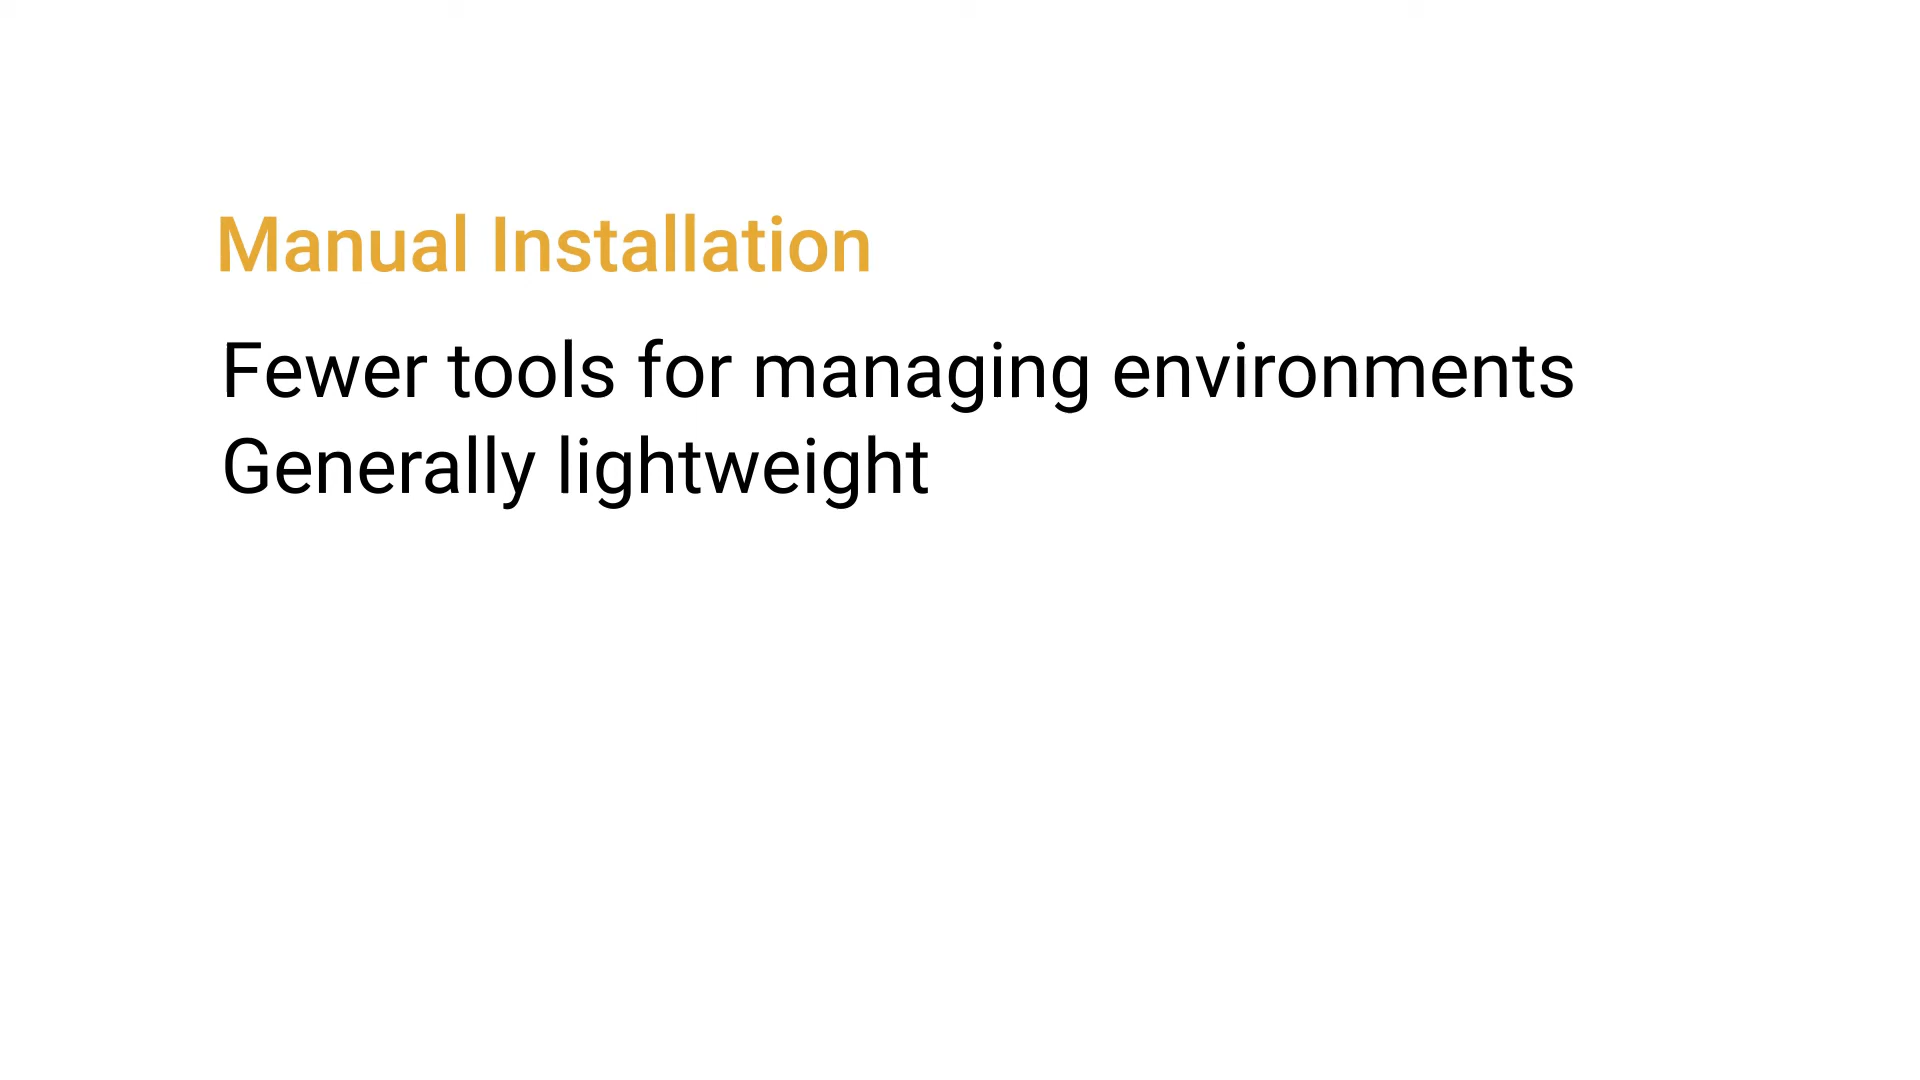 Manual Installation
Fewer tools for managing environments
Generally lightweight